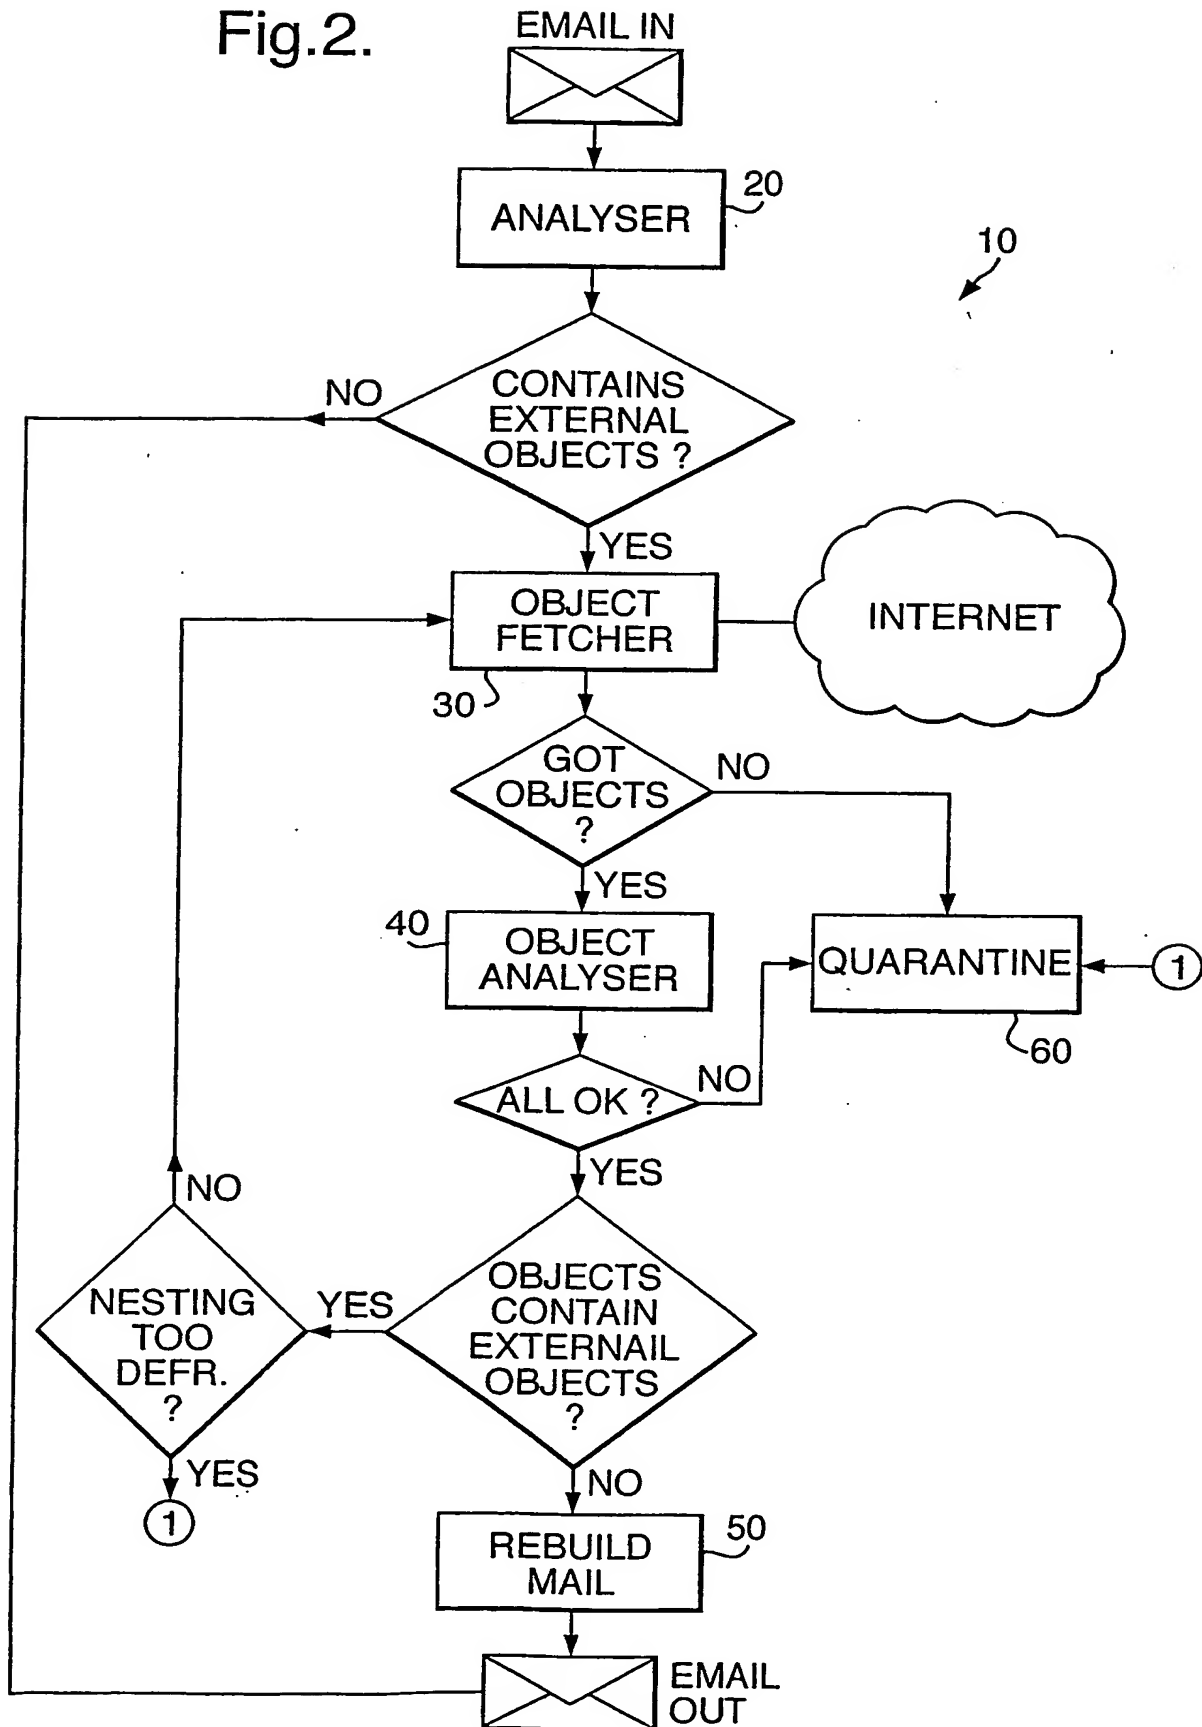 Fig.2.
EMAIL IN
ANALYSER
20
10
CONTAINS
EXTERNAL
OBJECTS ?
NO
YES
OBJECT
FETCHER
30
INTERNET
GOT
OBJECTS
?
NO
YES
40
OBJECT
ANALYSER
QUARANTINE
1
60
ALL OK ?
NO
YES
NO
NESTING
TOO
DEFR.
?
YES
OBJECTS
CONTAIN
EXTERNAIL
OBJECTS
?
YES
1
NO
REBUILD
MAIL
50
EMAIL
OUT